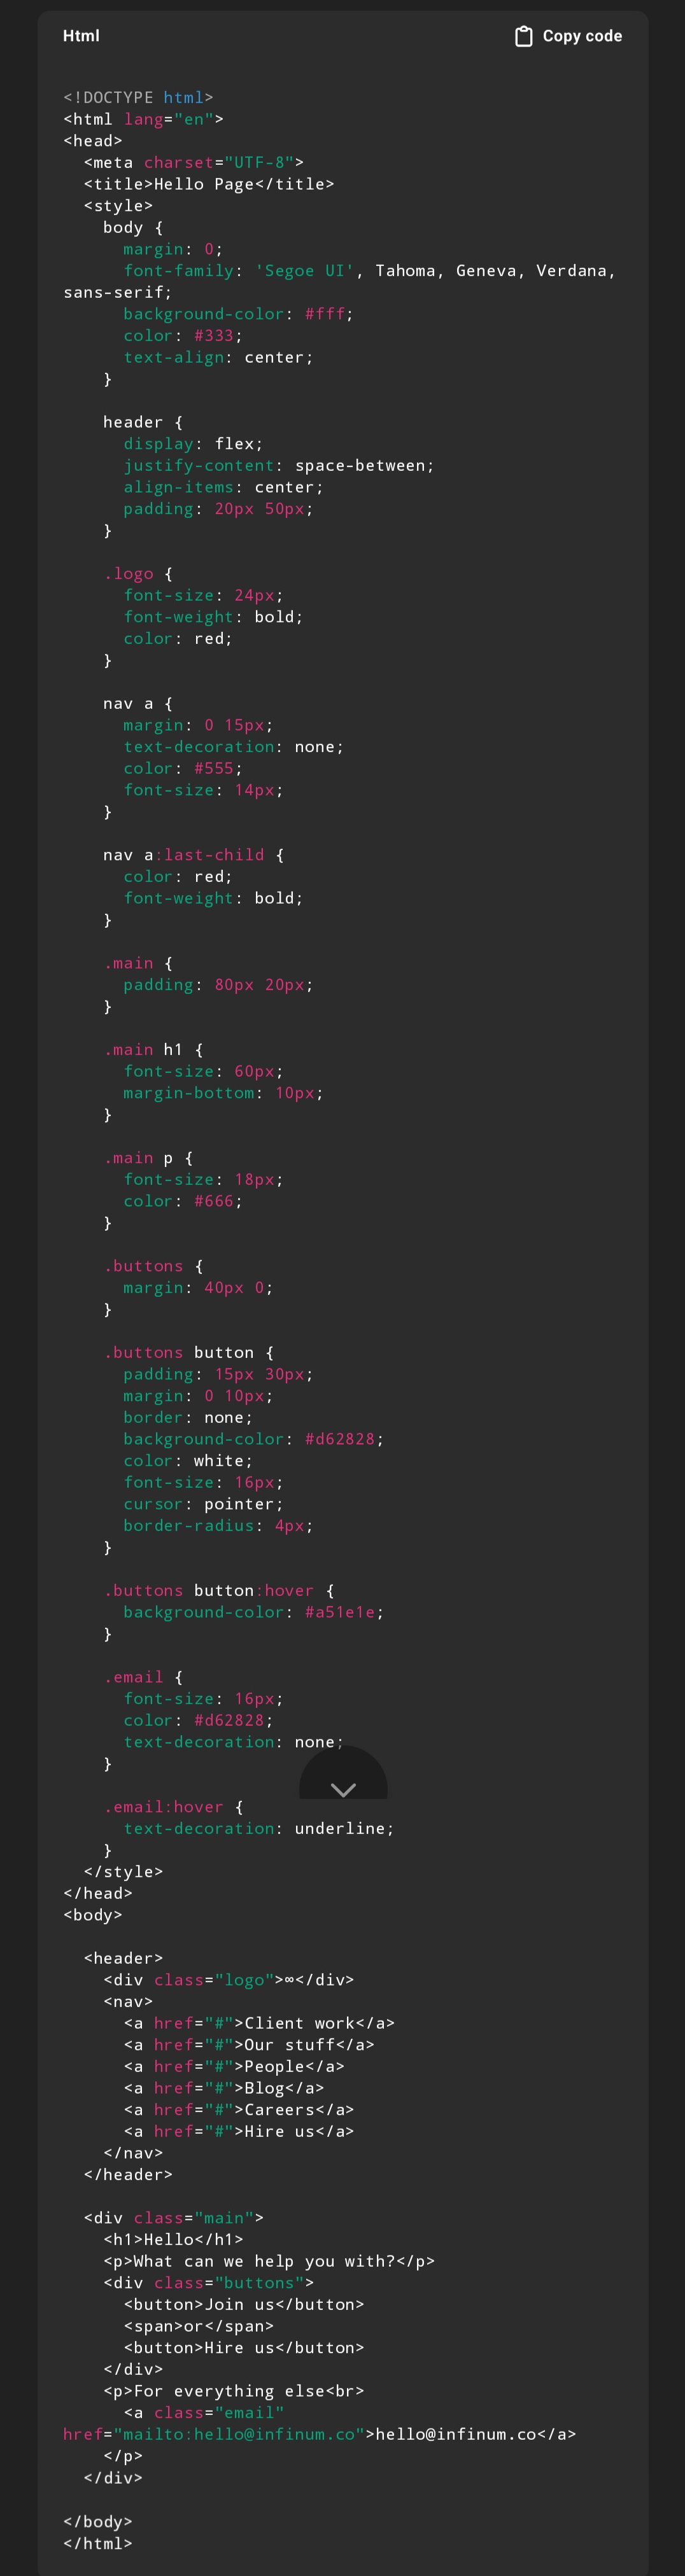 Html
Copy code
<!DOCTYPE html>
<html lang="en">
<head>
  <meta charset="UTF-8">
  <title>Hello Page</title>
  <style>
    body {
      margin: 0;
      font-family: 'Segoe UI', Tahoma, Geneva, Verdana,
sans-serif;
      background-color: #fff;
      color: #333;
      text-align: center;
    }

    header {
      display: flex;
      justify-content: space-between;
      align-items: center;
      padding: 20px 50px;
    }

    .logo {
      font-size: 24px;
      font-weight: bold;
      color: red;
    }

    nav a {
      margin: 0 15px;
      text-decoration: none;
      color: #555;
      font-size: 14px;
    }

    nav a:last-child {
      color: red;
      font-weight: bold;
    }

    .main {
      padding: 80px 20px;
    }

    .main h1 {
      font-size: 60px;
      margin-bottom: 10px;
    }

    .main p {
      font-size: 18px;
      color: #666;
    }

    .buttons {
      margin: 40px 0;
    }

    .buttons button {
      padding: 15px 30px;
      margin: 0 10px;
      border: none;
      background-color: #d62828;
      color: white;
      font-size: 16px;
      cursor: pointer;
      border-radius: 4px;
    }

    .buttons button:hover {
      background-color: #a51e1e;
    }

    .email {
      font-size: 16px;
      color: #d62828;
      text-decoration: none;
    }

    .email:hover {
      text-decoration: underline;
    }
  </style>
</head>
<body>

  <header>
    <div class="logo">∞</div>
    <nav>
      <a href="#">Client work</a>
      <a href="#">Our stuff</a>
      <a href="#">People</a>
      <a href="#">Blog</a>
      <a href="#">Careers</a>
      <a href="#">Hire us</a>
    </nav>
  </header>

  <div class="main">
    <h1>Hello</h1>
    <p>What can we help you with?</p>
    <div class="buttons">
      <button>Join us</button>
      <span>or</span>
      <button>Hire us</button>
    </div>
    <p>For everything else<br>
      <a class="email"
href="mailto:hello@infinum.co">hello@infinum.co</a>
    </p>
  </div>

</body>
</html>